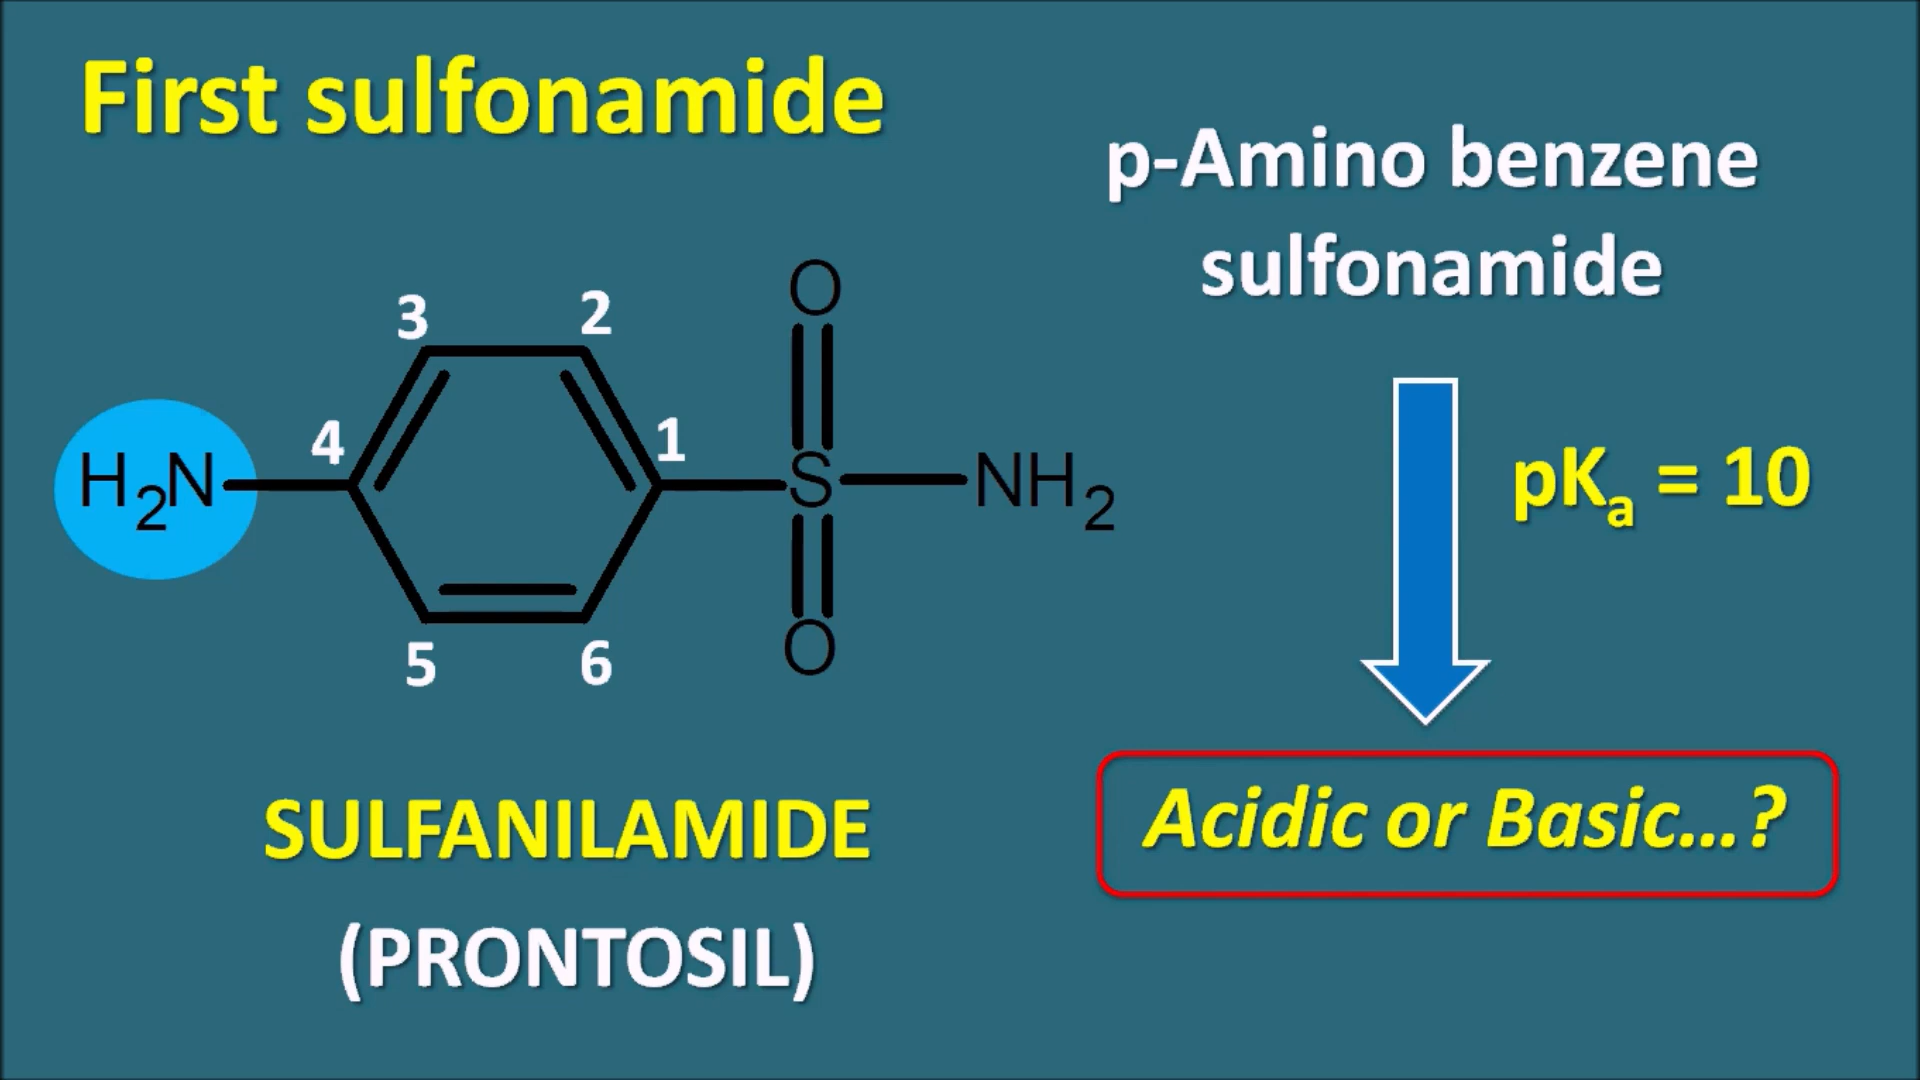 First sulfonamide
p-Amino benzene
sulfonamide
O
3 2
4 1
H2N S NH2
pKa = 10
5 6
O
SULFANILAMIDE
(PRONTOSIL)
Acidic or Basic...?